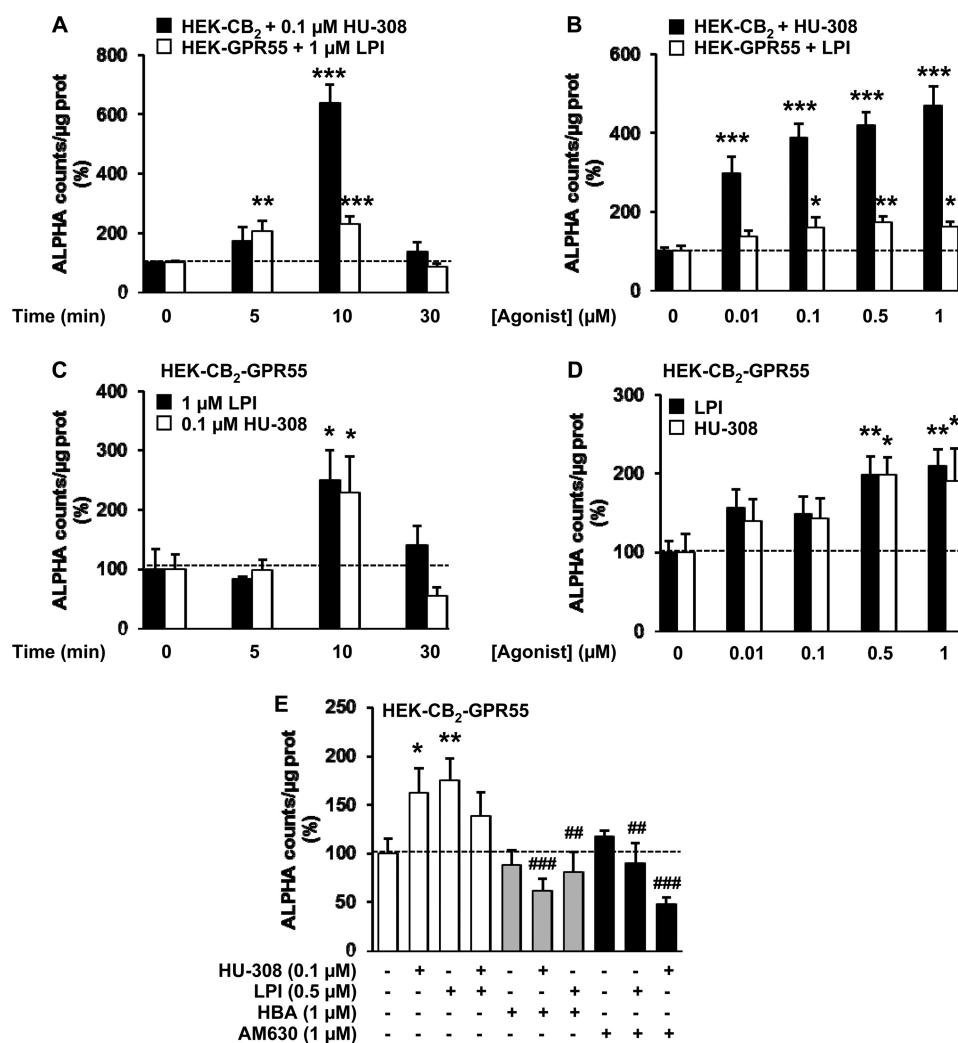 A
HEK-CB2 + 0.1 µM HU-308
HEK-GPR55 + 1 µM LPI
ALPHA counts/µg prot
(%)
800
600
400
200
0
***
**
***
Time (min) 0 5 10 30
B
HEK-CB2 + HU-308
HEK-GPR55 + LPI
ALPHA counts/µg prot
(%)
600
400
200
0
***
***
***
***
*
**
*
[Agonist] (µM) 0 0.01 0.1 0.5 1
C
HEK-CB2-GPR55
1 µM LPI
0.1 µM HU-308
ALPHA counts/µg prot
(%)
400
300
200
100
0
* *
Time (min) 0 5 10 30
D
HEK-CB2-GPR55
LPI
HU-308
ALPHA counts/µg prot
(%)
300
200
100
0
** * ** *
[Agonist] (µM) 0 0.01 0.1 0.5 1
E
HEK-CB2-GPR55
ALPHA counts/µg prot
(%)
250
200
150
100
50
0
* ** ### ## ## ###
HU-308 (0.1 µM) - + - + - + - - - +
LPI (0.5 µM) - - + + - - + - + -
HBA (1 µM) - - - - + + + - - -
AM630 (1 µM) - - - - - - - + + +